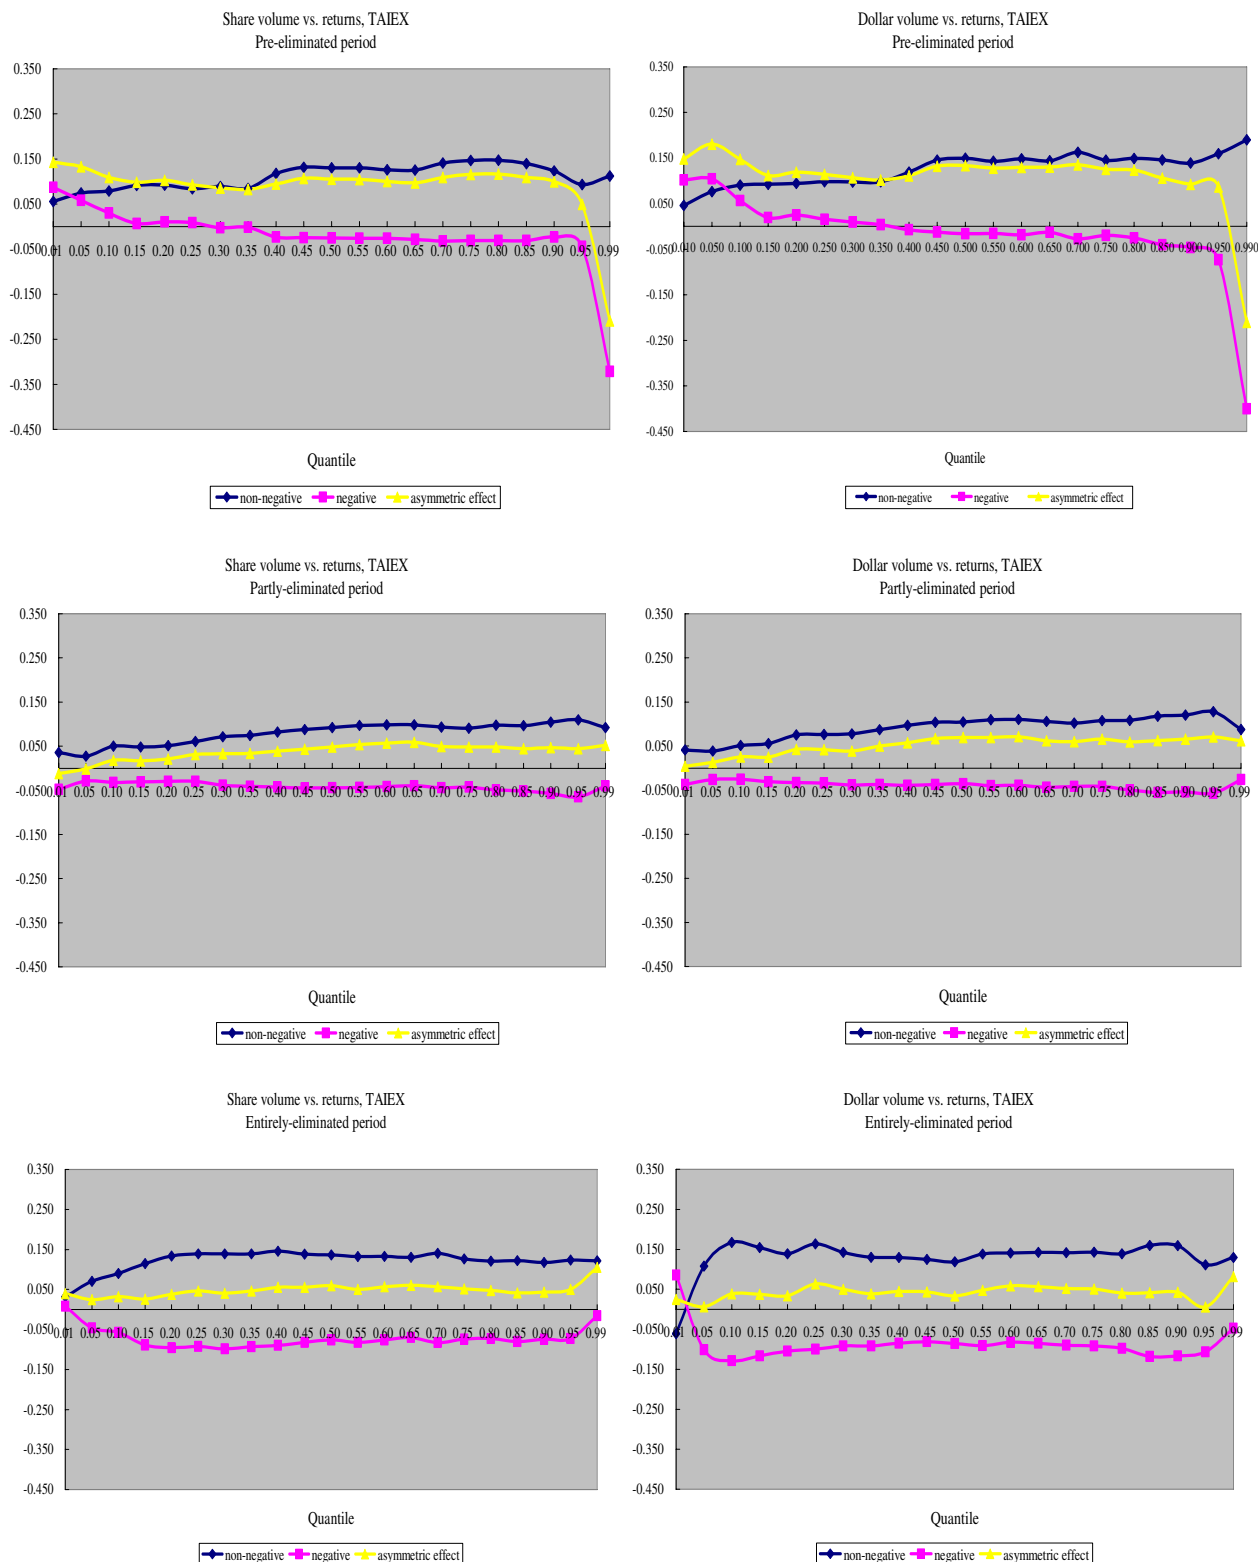 Share volume vs. returns, TAIEX
Pre-eliminated period
0.350
0.250
0.150
0.050
-0.050
-0.150
-0.250
-0.350
-0.450
0.01 0.05 0.10 0.15 0.20 0.25 0.30 0.35 0.40 0.45 0.50 0.55 0.60 0.65 0.70 0.75 0.80 0.85 0.90 0.95 0.99
Quantile
non-negative negative asymmetric effect
Dollar volume vs. returns, TAIEX
Pre-eliminated period
0.350
0.250
0.150
0.050
-0.050
-0.150
-0.250
-0.350
-0.450
0.010 0.050 0.100 0.150 0.200 0.250 0.300 0.350 0.400 0.450 0.500 0.550 0.600 0.650 0.700 0.750 0.800 0.850 0.900 0.950 0.990
Quantile
non-negative negative asymmetric effect
Share volume vs. returns, TAIEX
Partly-eliminated period
0.350
0.250
0.150
0.050
-0.050
-0.150
-0.250
-0.350
-0.450
0.01 0.05 0.10 0.15 0.20 0.25 0.30 0.35 0.40 0.45 0.50 0.55 0.60 0.65 0.70 0.75 0.80 0.85 0.90 0.95 0.99
Quantile
non-negative negative asymmetric effect
Dollar volume vs. returns, TAIEX
Partly-eliminated period
0.350
0.250
0.150
0.050
-0.050
-0.150
-0.250
-0.350
-0.450
0.01 0.05 0.10 0.15 0.20 0.25 0.30 0.35 0.40 0.45 0.50 0.55 0.60 0.65 0.70 0.75 0.80 0.85 0.90 0.95 0.99
Quantile
non-negative negative asymmetric effect
Share volume vs. returns, TAIEX
Entirely-eliminated period
0.350
0.250
0.150
0.050
-0.050
-0.150
-0.250
-0.350
-0.450
0.01 0.05 0.10 0.15 0.20 0.25 0.30 0.35 0.40 0.45 0.50 0.55 0.60 0.65 0.70 0.75 0.80 0.85 0.90 0.95 0.99
Quantile
non-negative negative asymmetric effect
Dollar volume vs. returns, TAIEX
Entirely-eliminated period
0.350
0.250
0.150
0.050
-0.050
-0.150
-0.250
-0.350
-0.450
0.01 0.05 0.10 0.15 0.20 0.25 0.30 0.35 0.40 0.45 0.50 0.55 0.60 0.65 0.70 0.75 0.80 0.85 0.90 0.95 0.99
Quantile
non-negative negative asymmetric effect